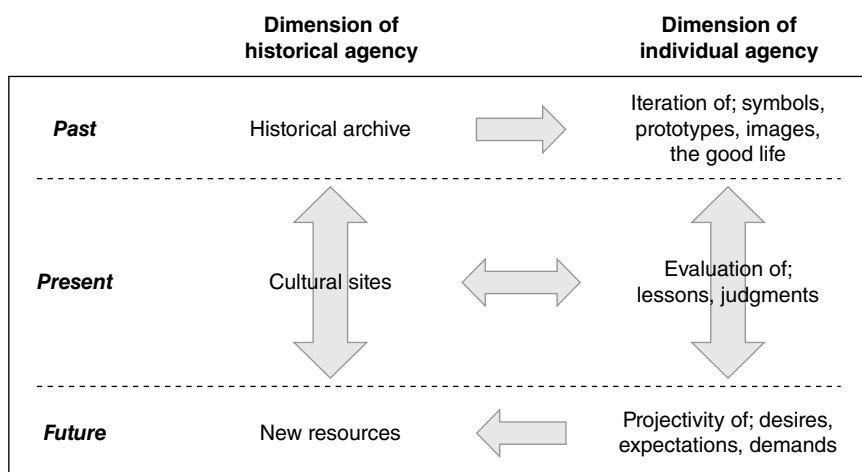 Dimension of
historical agency
Dimension of
individual agency
Past
Historical archive
Iteration of; symbols,
prototypes, images,
the good life
Present
Cultural sites
Evaluation of;
lessons, judgments
Future
New resources
Projectivity of; desires,
expectations, demands